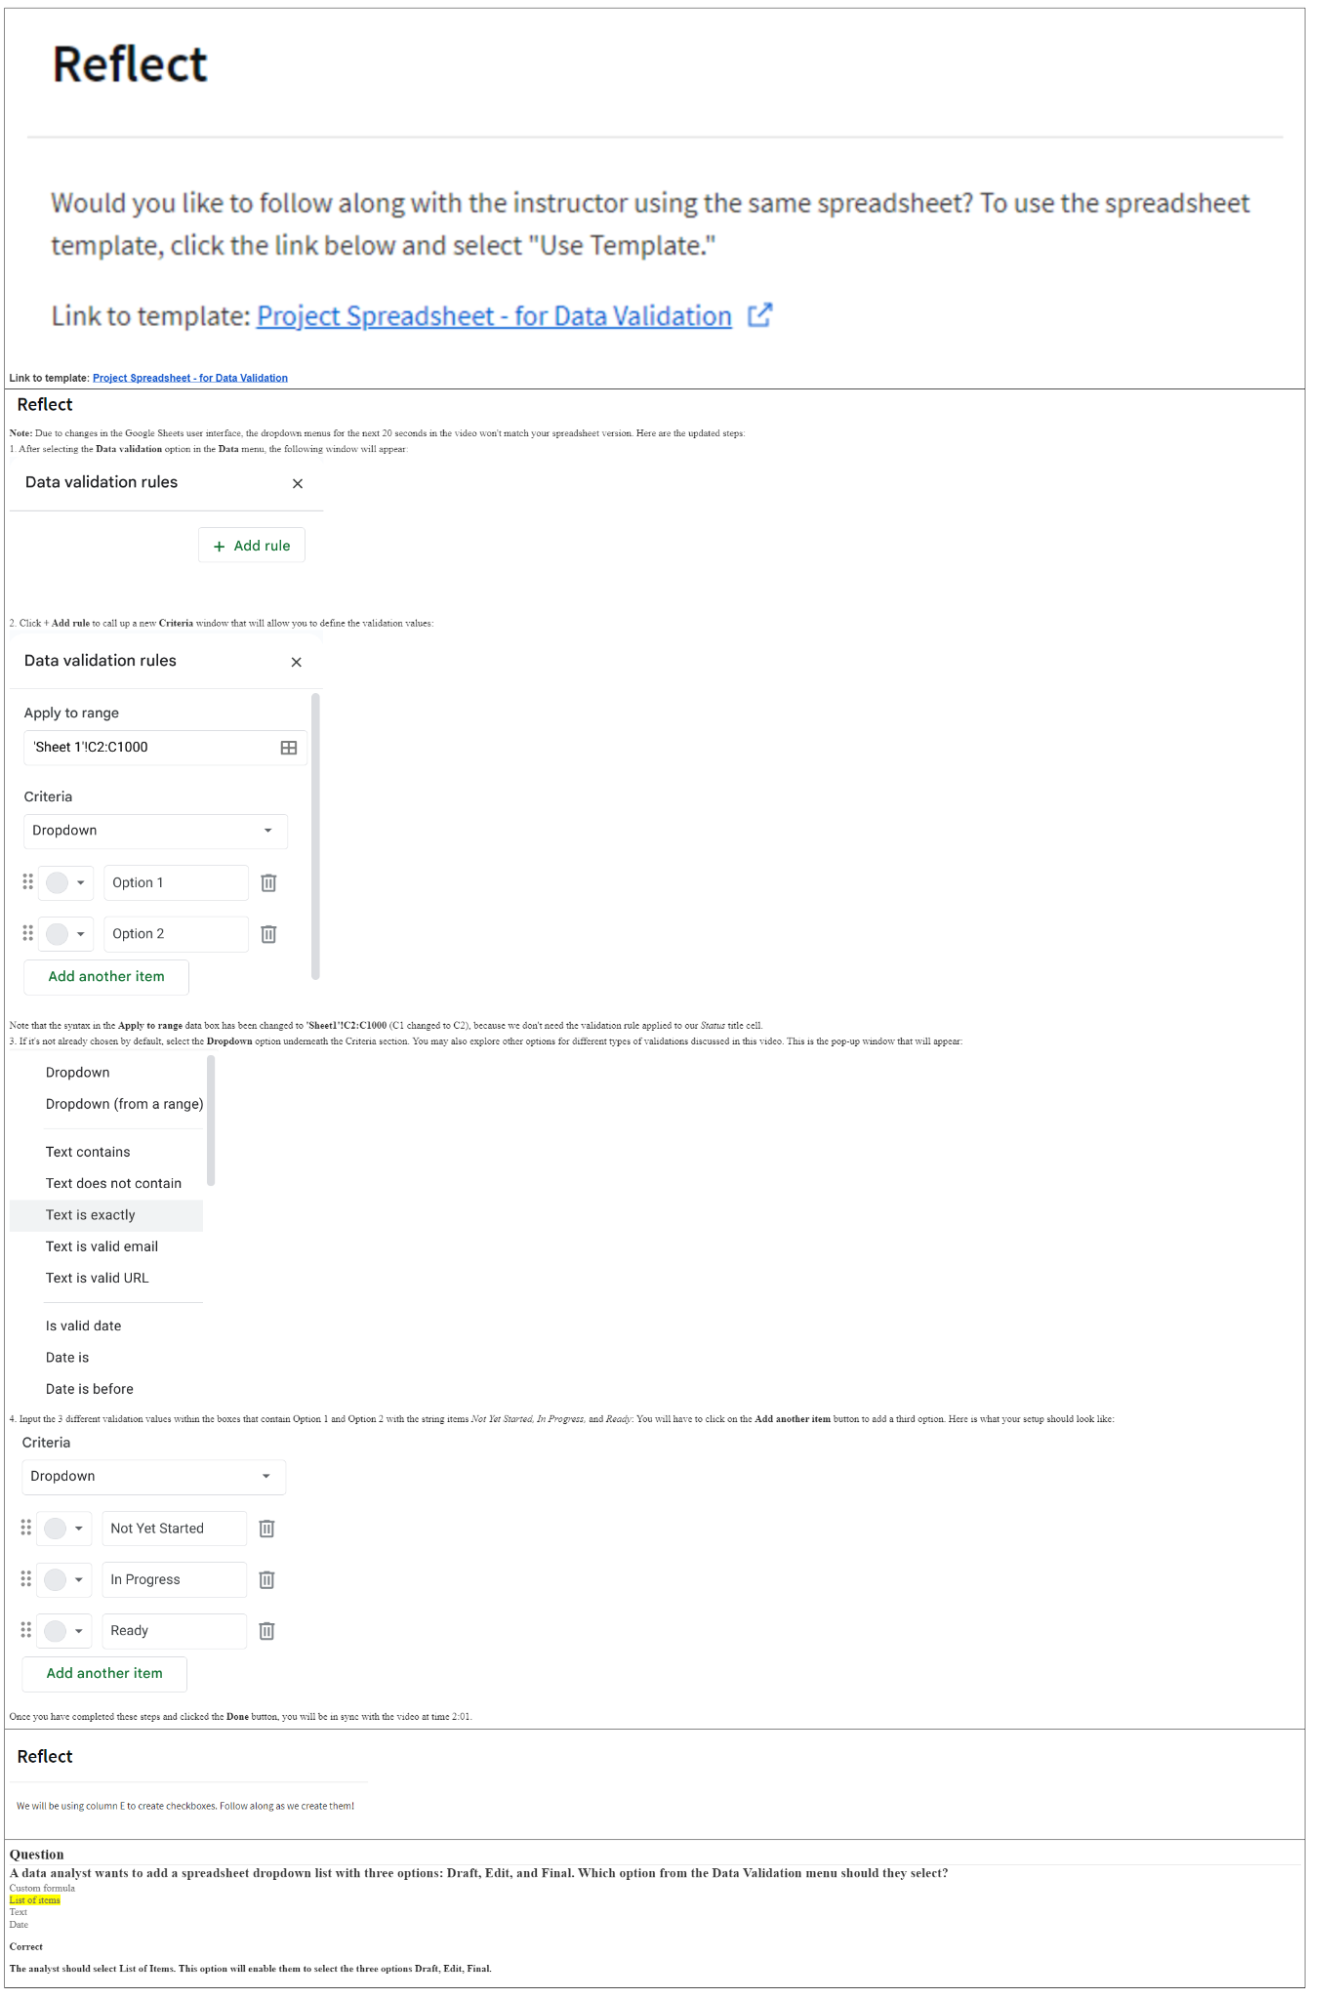 Reflect
Would you like to follow along with the instructor using the same spreadsheet? To use the spreadsheet
template, click the link below and select "Use Template."
Link to template: Project Spreadsheet - for Data Validation
Link to template: Project Spreadsheet - for Data Validation
Reflect
Note: Due to changes in the Google Sheets user interface, the dropdown menus for the next 20 seconds in the video won't match your spreadsheet version. Here are the updated steps:
1. After selecting the Data validation option in the Data menu, the following window will appear:
Data validation rules
+ Add rule
2. Click + Add rule to call up a new Criteria window that will allow you to define the validation values:
Data validation rules
Apply to range
'Sheet 1'!C2:C1000
Criteria
Dropdown
Option 1
Option 2
Add another item
Note that the syntax in the Apply to range data box has been changed to 'Sheet1'!C2:C1000 (C1 changed to C2), because we don't need the validation rule applied to our Status title cell.
3. If it's not already chosen by default, select the Dropdown option underneath the Criteria section. You may also explore other options for different types of validations discussed in this video. This is the pop-up window that will appear:
Dropdown
Dropdown (from a range)
Text contains
Text does not contain
Text is exactly
Text is valid email
Text is valid URL
Is valid date
Date is
Date is before
4. Input the 3 different validation values within the boxes that contain Option 1 and Option 2 with the string items Not Yet Started, In Progress, and Ready. You will have to click on the Add another item button to add a third option. Here is what your setup should look like:
Criteria
Dropdown
Not Yet Started
In Progress
Ready
Add another item
Once you have completed these steps and clicked the Done button, you will be in sync with the video at time 2:01.
Reflect
We will be using column E to create checkboxes. Follow along as we create them!
Question
A data analyst wants to add a spreadsheet dropdown list with three options: Draft, Edit, and Final. Which option from the Data Validation menu should they select?
Custom formula
List of items
Text
Date
Correct
The analyst should select List of Items. This option will enable them to select the three options Draft, Edit, Final.